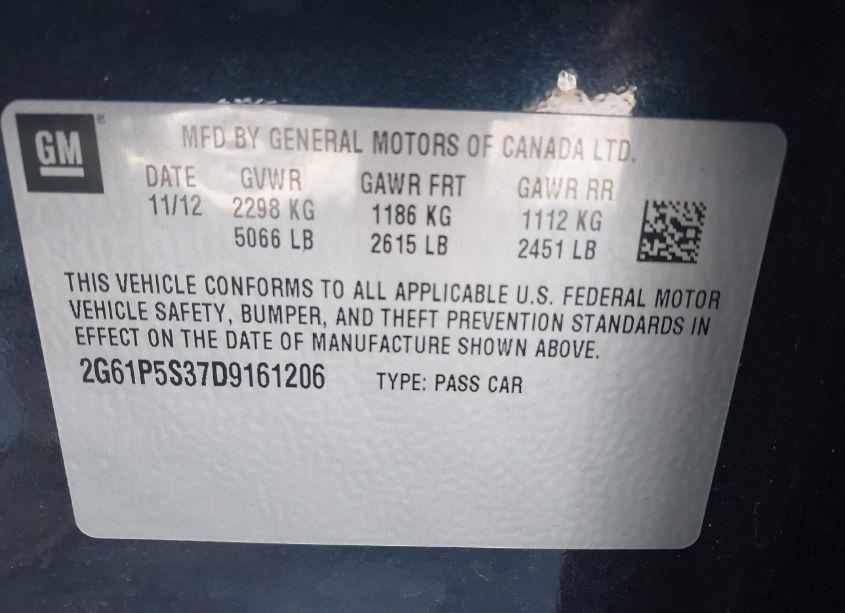 GM
MFD BY GENERAL MOTORS OF CANADA LTD.
DATE GVWR GAWR FRT GAWR RR
11/12 2298 KG 1186 KG 1112 KG
5066 LB 2615 LB 2451 LB
THIS VEHICLE CONFORMS TO ALL APPLICABLE U.S. FEDERAL MOTOR
VEHICLE SAFETY, BUMPER, AND THEFT PREVENTION STANDARDS IN
EFFECT ON THE DATE OF MANUFACTURE SHOWN ABOVE.
2G61P5S37D9161206 TYPE: PASS CAR